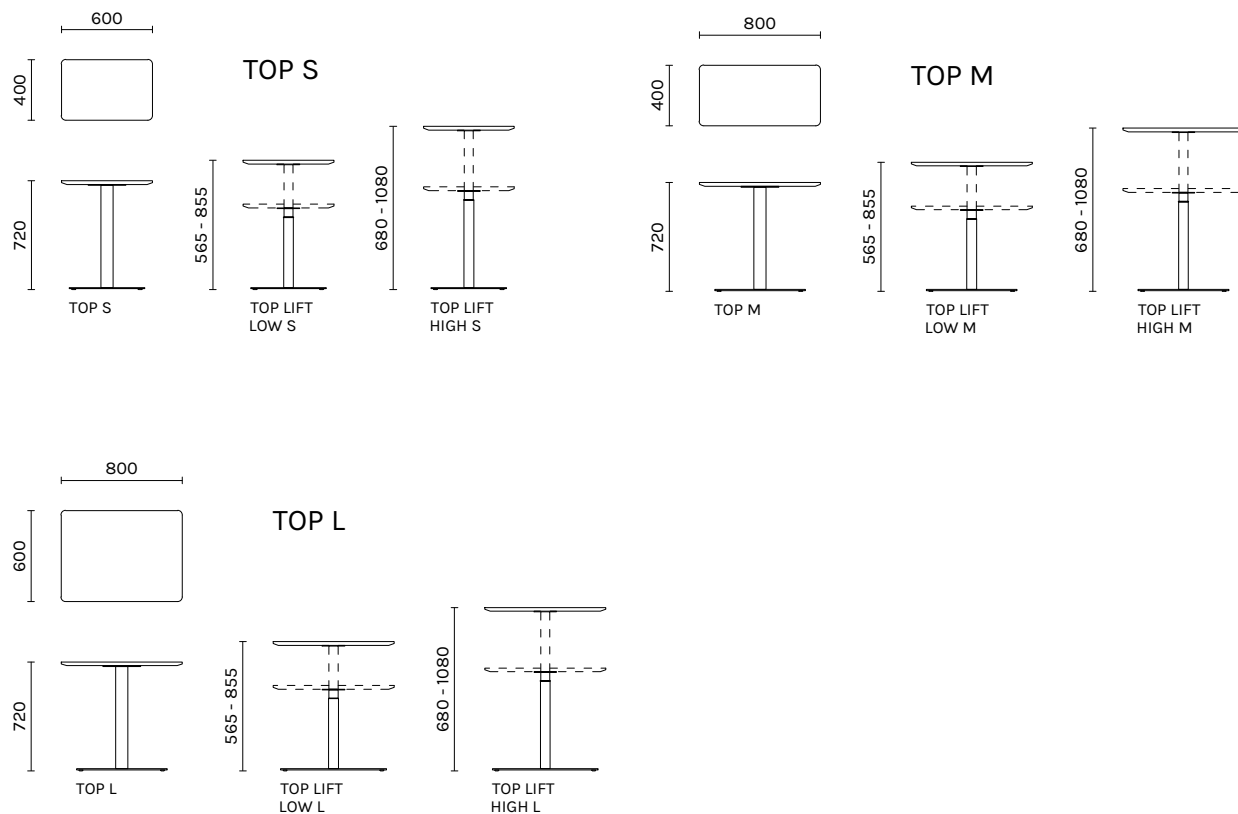 600
400
TOP S
720
565 - 855
680 - 1080
TOP S
TOP LIFT
LOW S
TOP LIFT
HIGH S
800
400
TOP M
720
565 - 855
680 - 1080
TOP M
TOP LIFT
LOW M
TOP LIFT
HIGH M
800
600
TOP L
720
565 - 855
680 - 1080
TOP L
TOP LIFT
LOW L
TOP LIFT
HIGH L